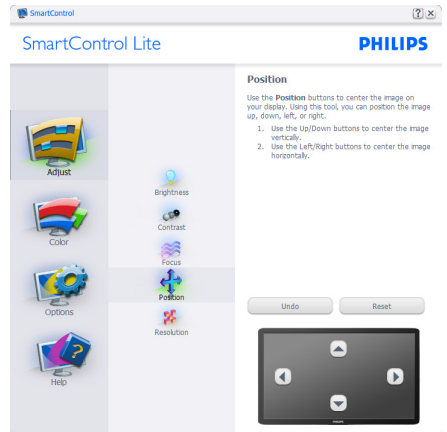 SmartControl
SmartControl Lite
PHILIPS
Adjust
Color
Options
Help
Brightness
Contrast
Focus
Position
Resolution
Position
Use the Position buttons to center the image on
your display. Using this tool, you can position the image
up, down, left, or right.
1. Use the Up/Down buttons to center the image
vertically.
2. Use the Left/Right buttons to center the image
horizontally.
Undo
Reset
PHILIPS